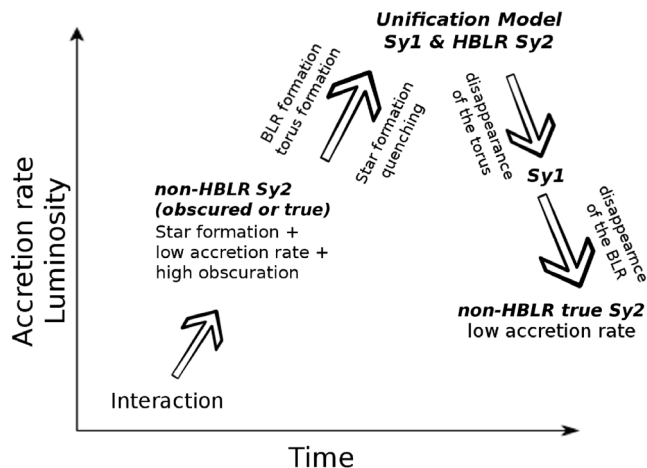 Unification Model
Sy1 & HBLR Sy2
BLR formation
torus formation
Star formation
quenching
disappearance
of the torus
Sy1
non-HBLR Sy2
(obscured or true)
Star formation +
low accretion rate +
high obscuration
disappearnce
of the BLR
non-HBLR true Sy2
low accretion rate
Interaction
Accretion rate
Luminosity
Time